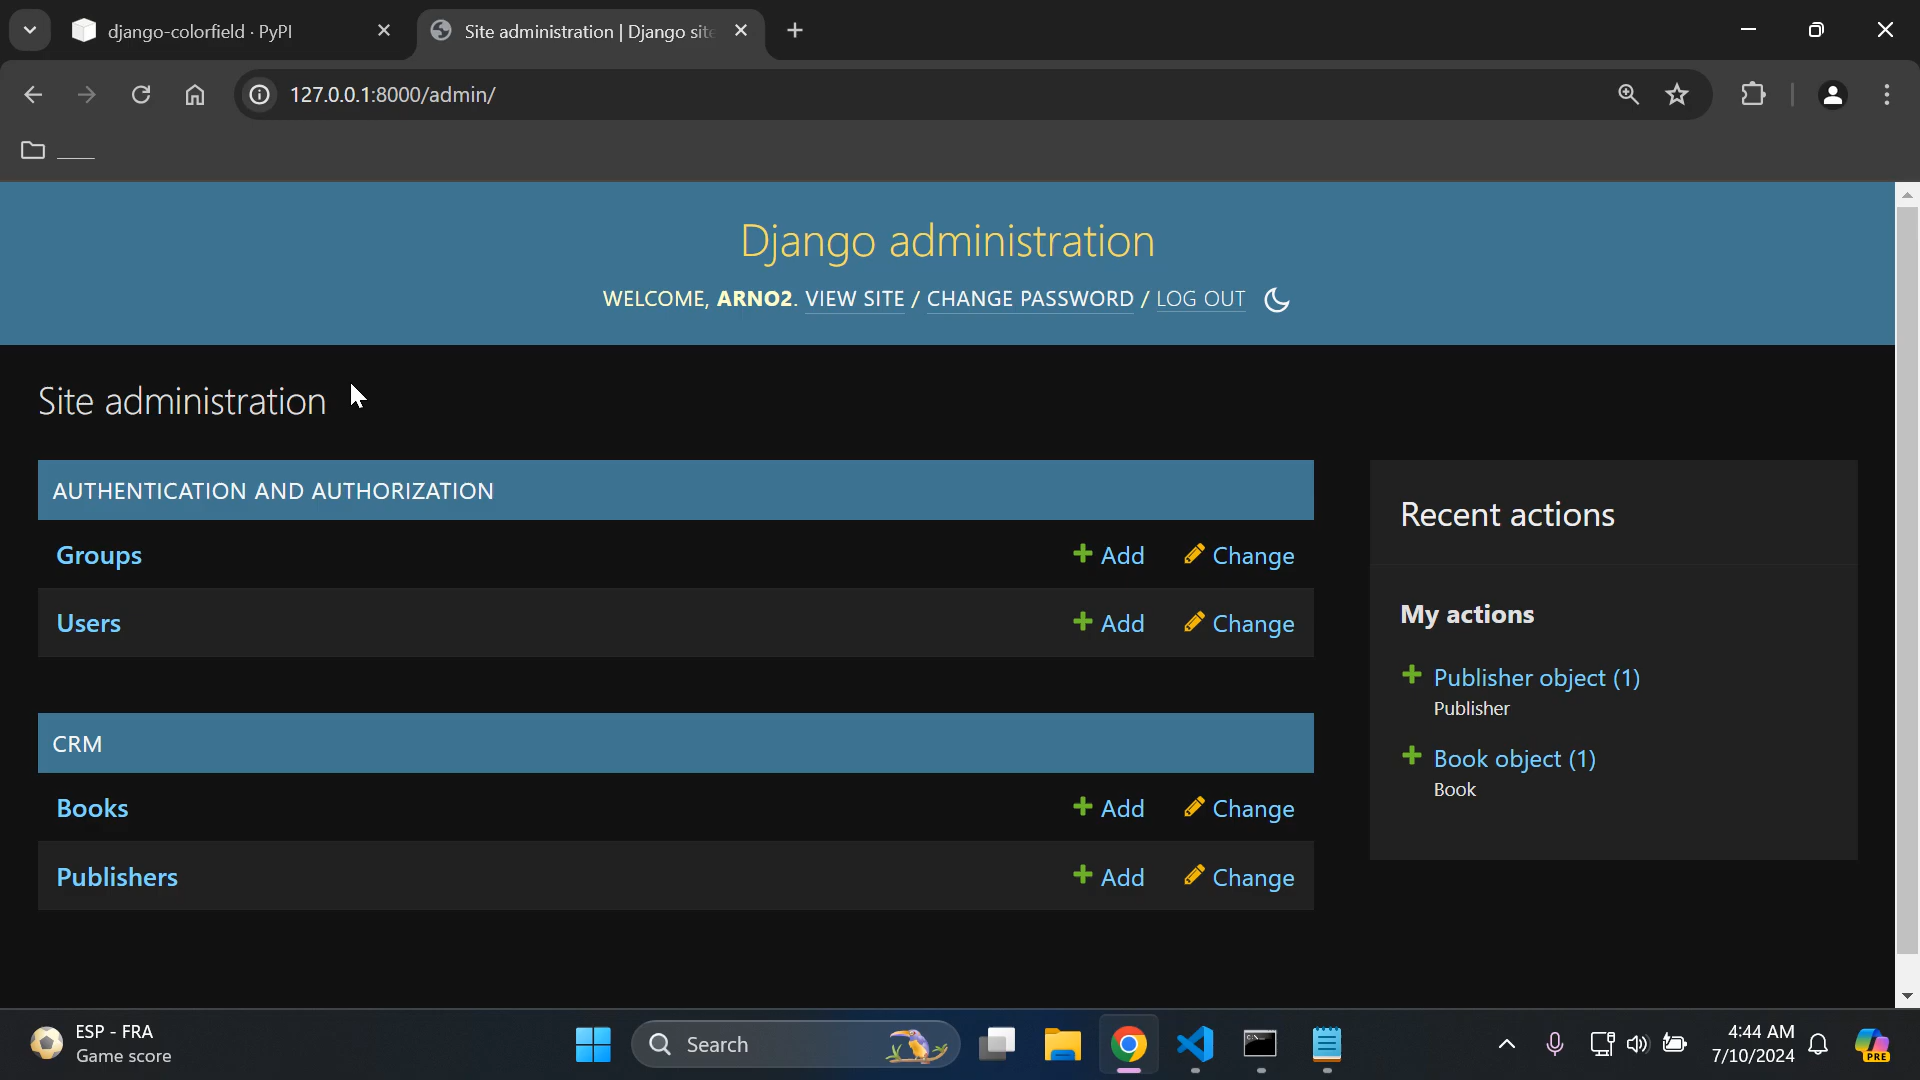 django-colorfield · PyPI
Site administration | Django site
127.0.0.1:8000/admin/
Django administration
WELCOME, ARNO2. VIEW SITE / CHANGE PASSWORD / LOG OUT
Site administration
AUTHENTICATION AND AUTHORIZATION
Groups
Add
Change
Users
Add
Change
CRM
Books
Add
Change
Publishers
Add
Change
Recent actions
My actions
Publisher object (1)
Publisher
Book object (1)
Book
ESP - FRA
Game score
Search
4:44 AM
7/10/2024
PRE